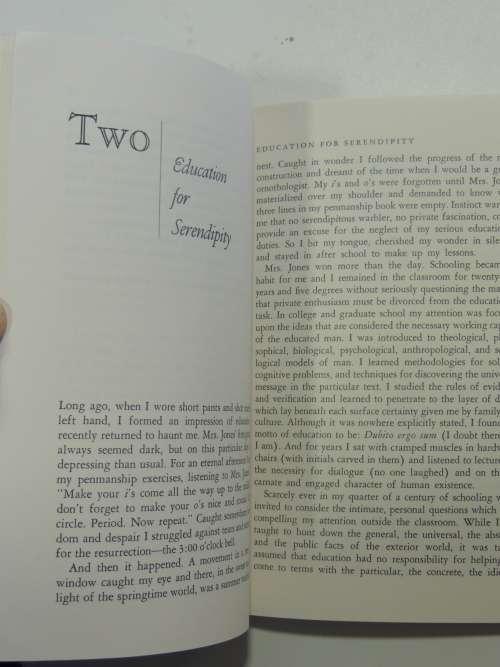 Two
Education
for
Serendipity
Long ago, when I wore short pants and
left hand, I formed an impression of
recently returned to haunt me. Mrs. Jones'
always seemed dark, but on this particular
depressing than usual. For an eternal afternoon
my penmanship exercises, listening to Mrs.
"Make your i's come all the way up to the
don't forget to make your o's nice and
circle. Period. Now repeat." Caught somewhere
dom and despair I struggled against tears and
for the resurrection—the 3:00 o'clock bell.
And then it happened. A movement in
window caught my eye and there, in the
light of the springtime world, was a summer
EDUCATION FOR SERENDIPITY
nest. Caught in wonder I followed the progress of the
construction and dreamt of the time when I would be a
ornothologist. My i's and o's were forgotten until Mrs.
materialized over my shoulder and demanded to know
three lines in my penmanship book were empty. Instinct
me that no serendipitous warbler, no private fascination,
provide an excuse for the neglect of my serious
duties. So I bit my tongue, cherished my wonder in
and stayed in after school to make up my lessons.
Mrs. Jones won more than the day. Schooling
habit for me and I remained in the classroom for
years and five degrees without seriously questioning the
that private enthusiasm must be divorced from the
task. In college and graduate school my attention was
upon the ideas that are considered the necessary working
of the educated man. I was introduced to theological,
sophical, biological, psychological, anthropological, and
logical models of man. I learned methodologies for
cognitive problems, and techniques for discovering the
message in the particular text. I studied the rules of
and verification and learned to penetrate to the layer of
which lay beneath each surface certainty given me by family
culture. Although it was nowhere explicitly stated, I found
motto of education to be: Dubito ergo sum (I doubt
I am). And for years I sat with cramped muscles in
chairs (with initials carved in them) and listened to
the necessity for dialogue (no one laughed) and on the
carnate and engaged character of human existence.
Scarcely ever in my quarter of a century of schooling
invited to consider the intimate, personal questions which
compelling my attention outside the classroom. While I
taught to hunt down the general, the universal, the
and the public facts of the exterior world, it was
assumed that education had no responsibility for helping
come to terms with the particular, the concrete, the